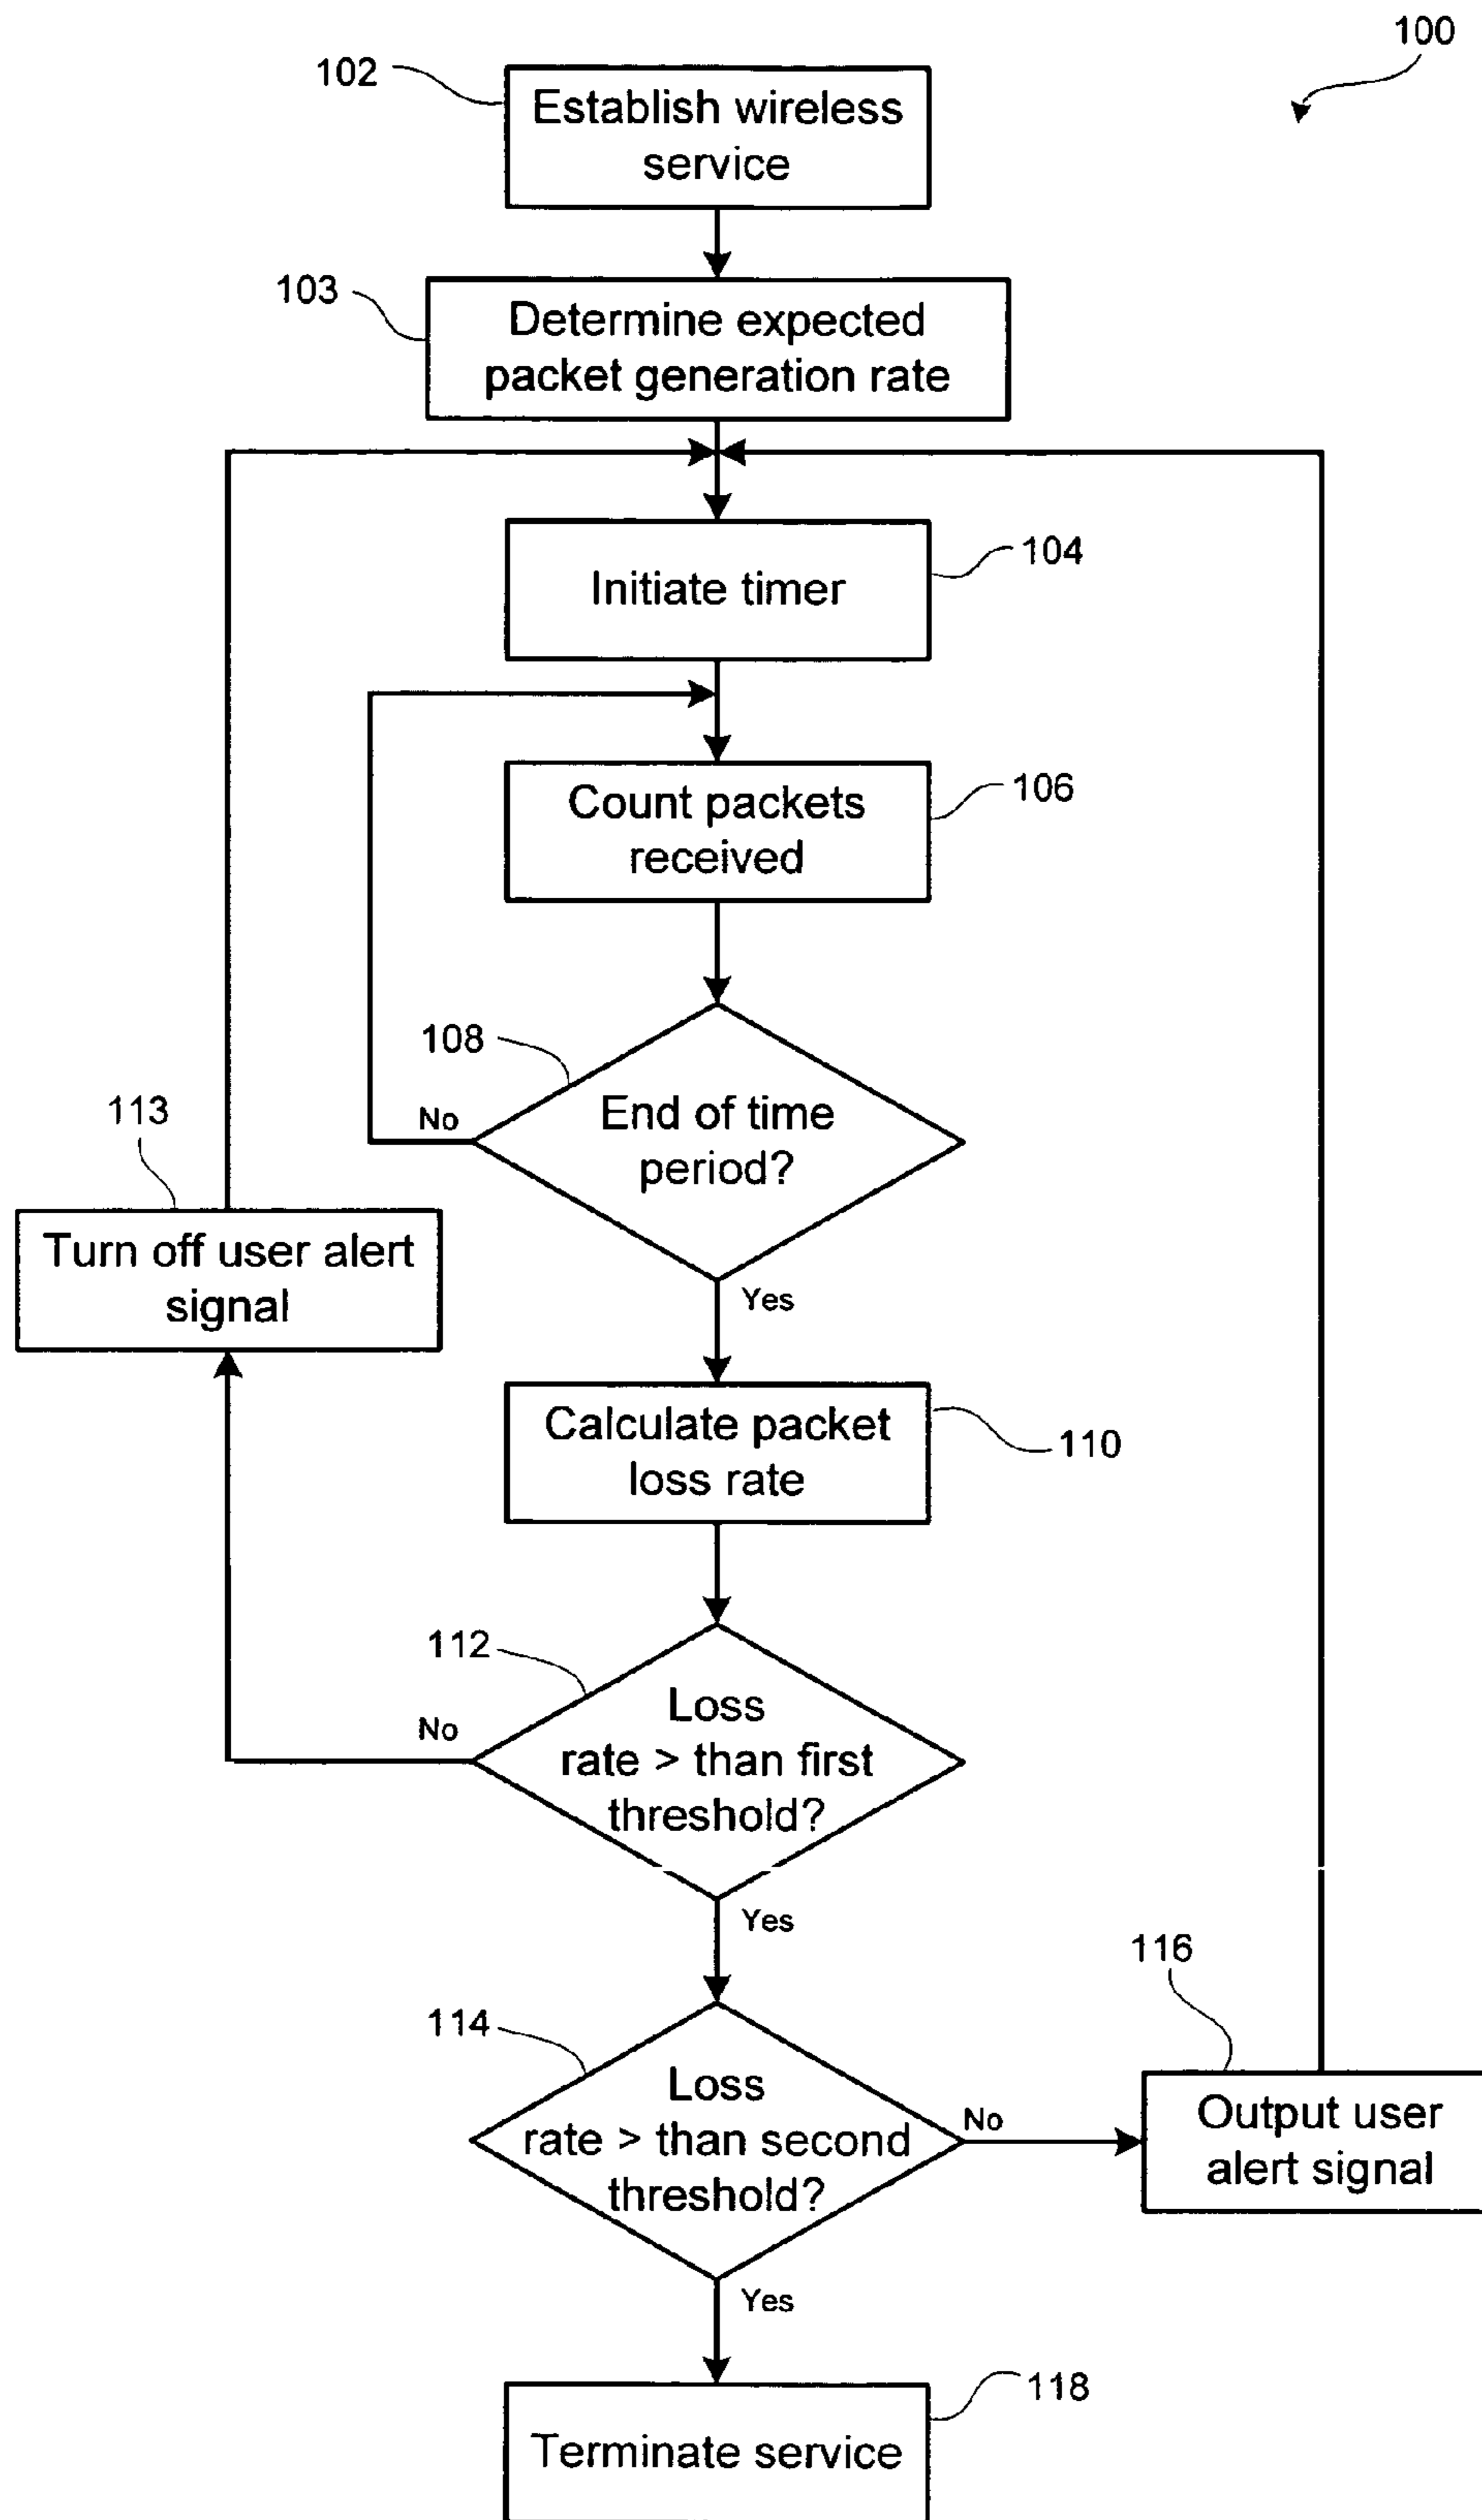 100
102
Establish wireless
service
103
Determine expected
packet generation rate
104
Initiate timer
106
Count packets
received
108
No
End of time
period?
Yes
113
Turn off user alert
signal
Calculate packet
loss rate
110
112
No
Loss
rate > than first
threshold?
Yes
114
Loss
rate > than second
threshold?
No
116
Output user
alert signal
Yes
118
Terminate service